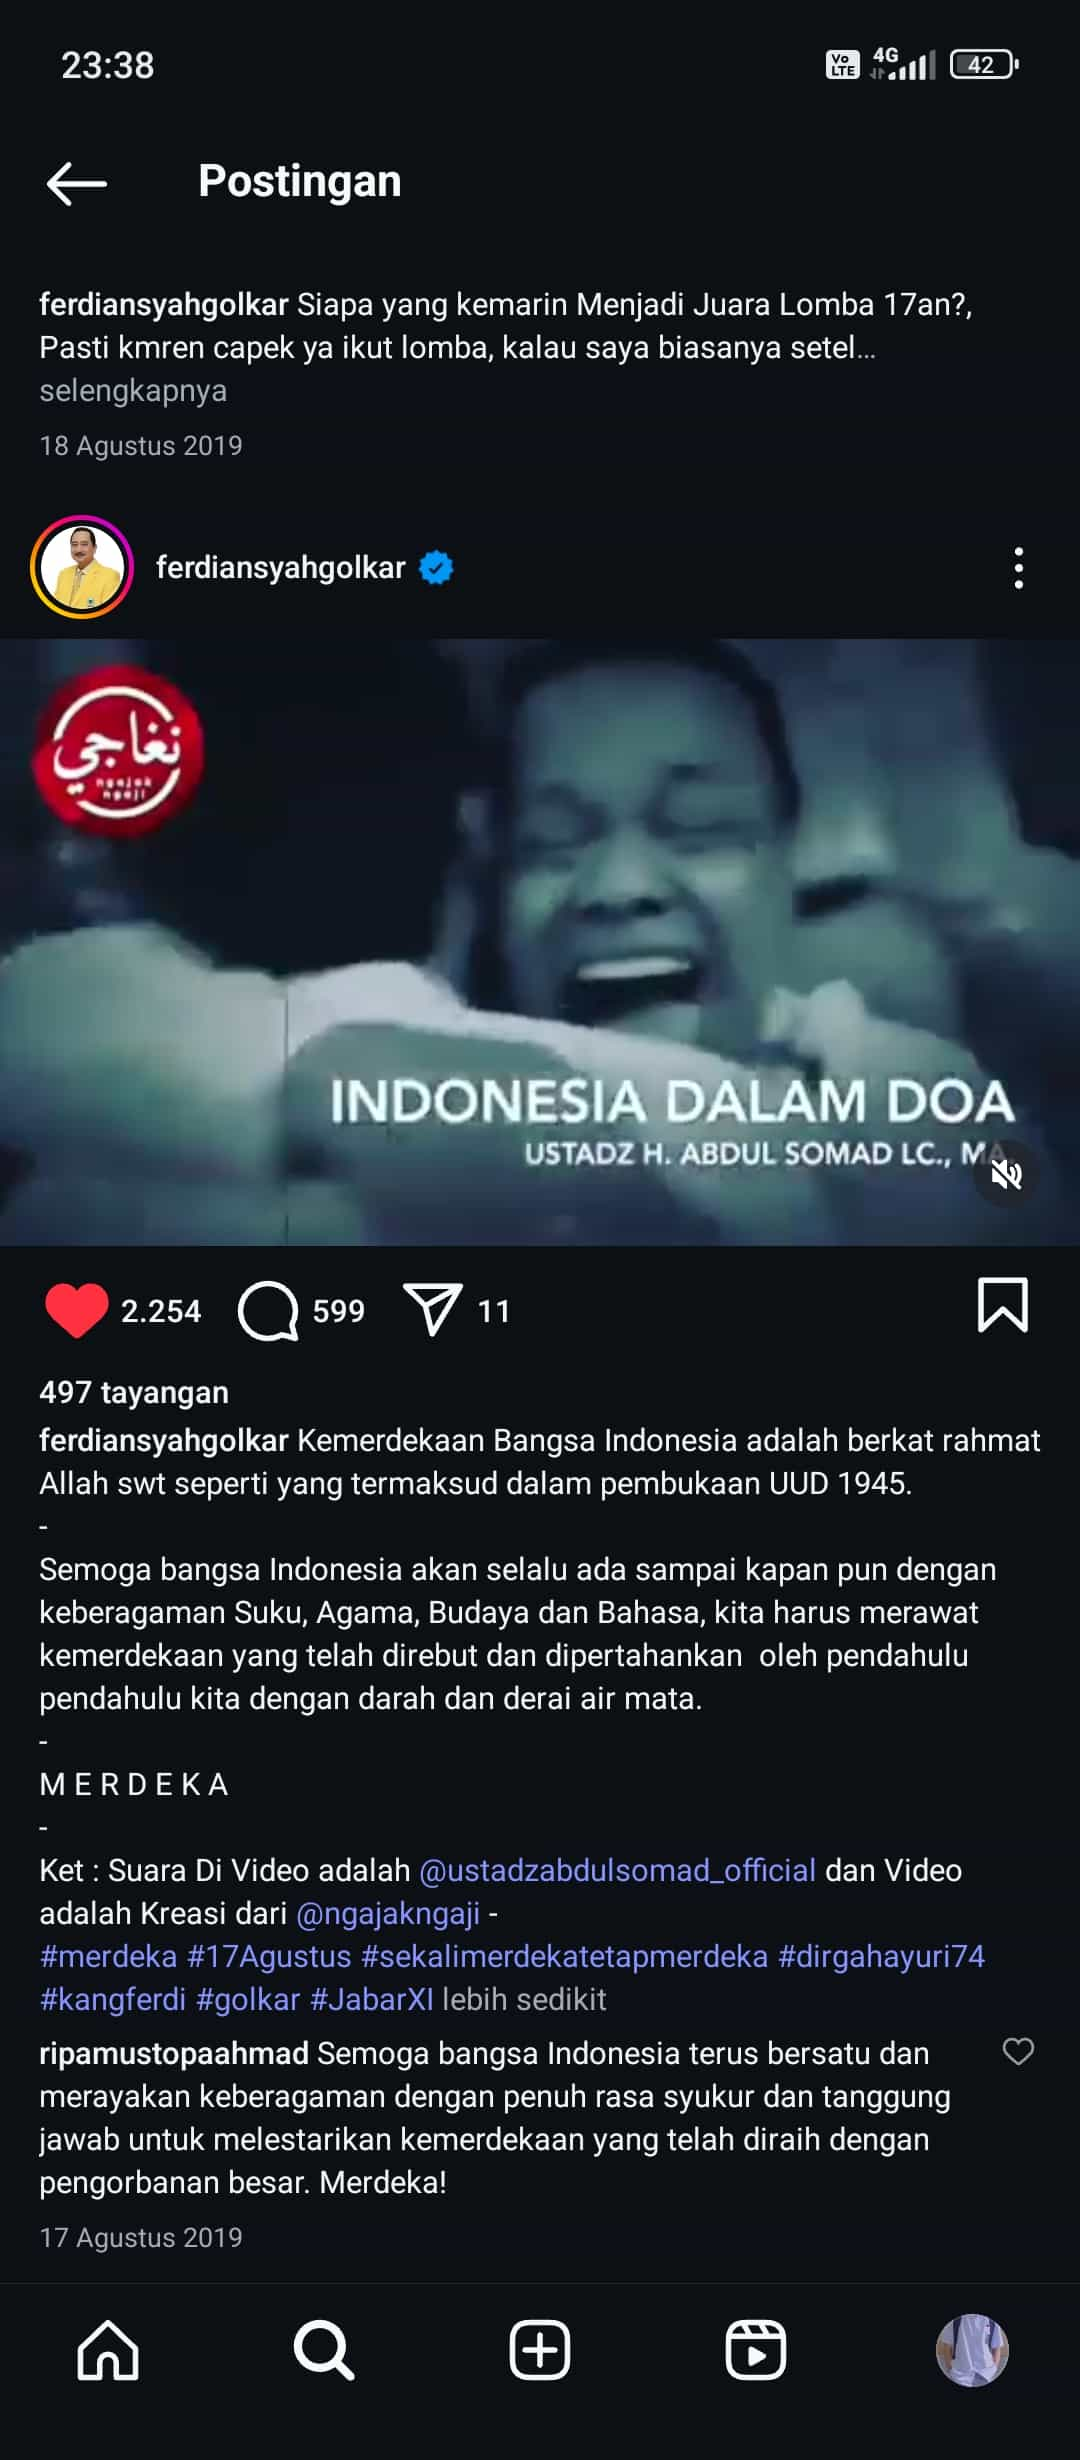 23:38
Vo LTE 4G 42
Postingan
ferdiansyahgolkar Siapa yang kemarin Menjadi Juara Lomba 17an?,
Pasti kmren capek ya ikut lomba, kalau saya biasanya setel...
selengkapnya
18 Agustus 2019
ferdiansyahgolkar
نغاجي
ngajak
ngaji
INDONESIA DALAM DOA
USTADZ H. ABDUL SOMAD LC., MA
2.254 599 11
497 tayangan
ferdiansyahgolkar Kemerdekaan Bangsa Indonesia adalah berkat rahmat
Allah swt seperti yang termaksud dalam pembukaan UUD 1945.
-
Semoga bangsa Indonesia akan selalu ada sampai kapan pun dengan
keberagaman Suku, Agama, Budaya dan Bahasa, kita harus merawat
kemerdekaan yang telah direbut dan dipertahankan  oleh pendahulu
pendahulu kita dengan darah dan derai air mata.
-
M E R D E K A
-
Ket : Suara Di Video adalah @ustadzabdulsomad_official dan Video
adalah Kreasi dari @ngajakngaji -
#merdeka #17Agustus #sekalimerdekatetapmerdeka #dirgahayuri74
#kangferdi #golkar #JabarXI lebih sedikit
ripamustopaahmad Semoga bangsa Indonesia terus bersatu dan
merayakan keberagaman dengan penuh rasa syukur dan tanggung
jawab untuk melestarikan kemerdekaan yang telah diraih dengan
pengorbanan besar. Merdeka!
17 Agustus 2019